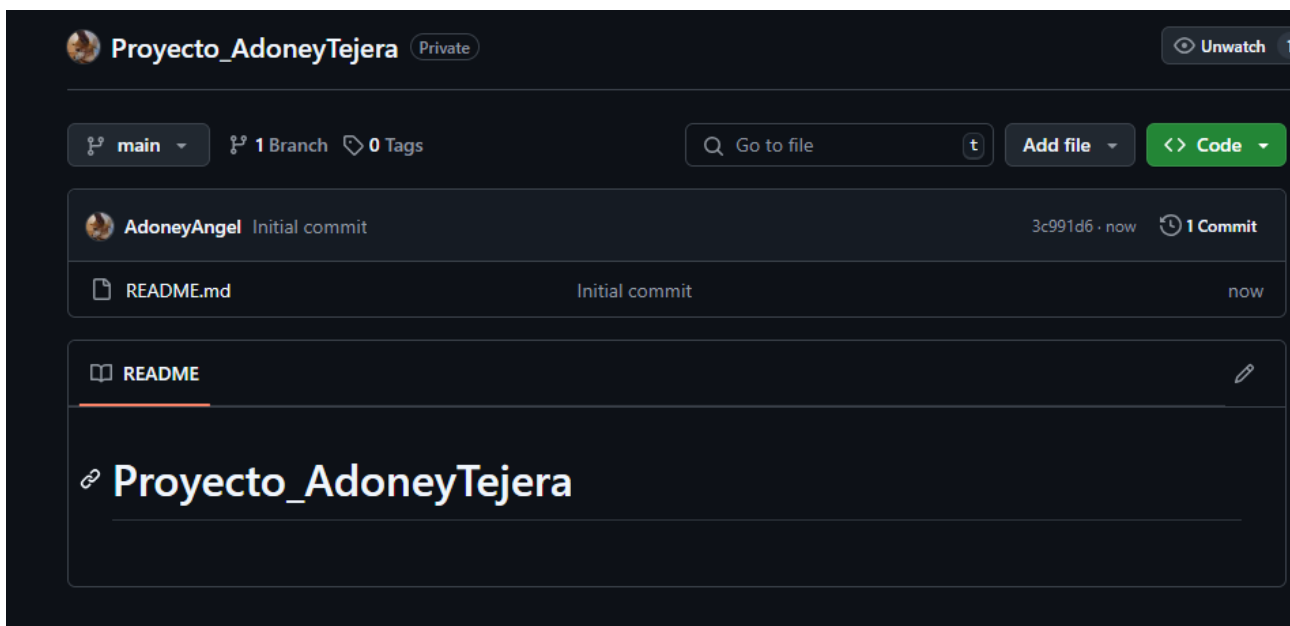 Proyecto_AdoneyTejera Private Unwatch 1
main 1 Branch 0 Tags Go to file t Add file Code
AdoneyAngel Initial commit 3c991d6 · now 1 Commit
README.md Initial commit now
README
Proyecto_AdoneyTejera